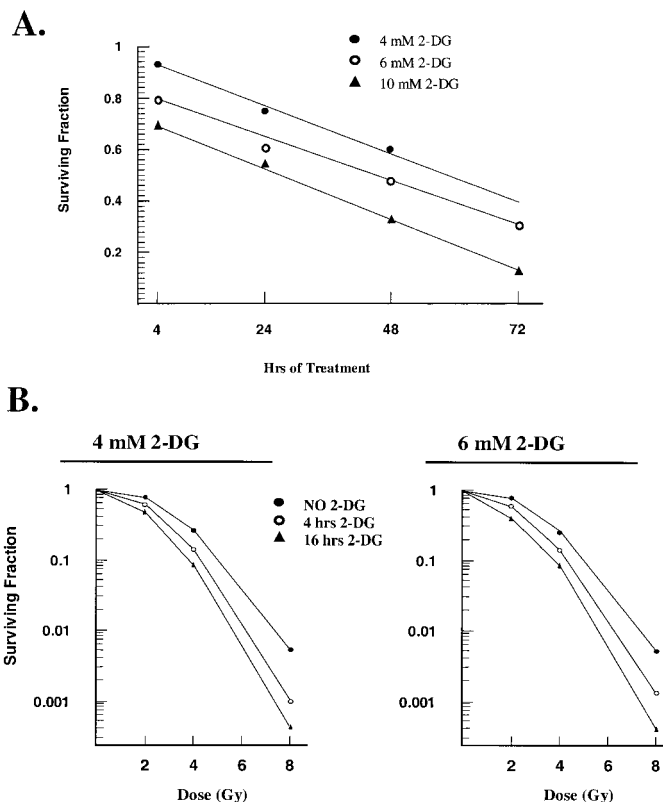 A.
4 mM 2-DG
6 mM 2-DG
10 mM 2-DG
Surviving Fraction
1
0.8
0.6
0.4
0.2
4 24 48 72
Hrs of Treatment
B.
4 mM 2-DG
6 mM 2-DG
NO 2-DG
4 hrs 2-DG
16 hrs 2-DG
Surviving Fraction
1
0.1
0.01
0.001
2 4 6 8
Dose (Gy)
1
0.1
0.01
0.001
2 4 6 8
Dose (Gy)